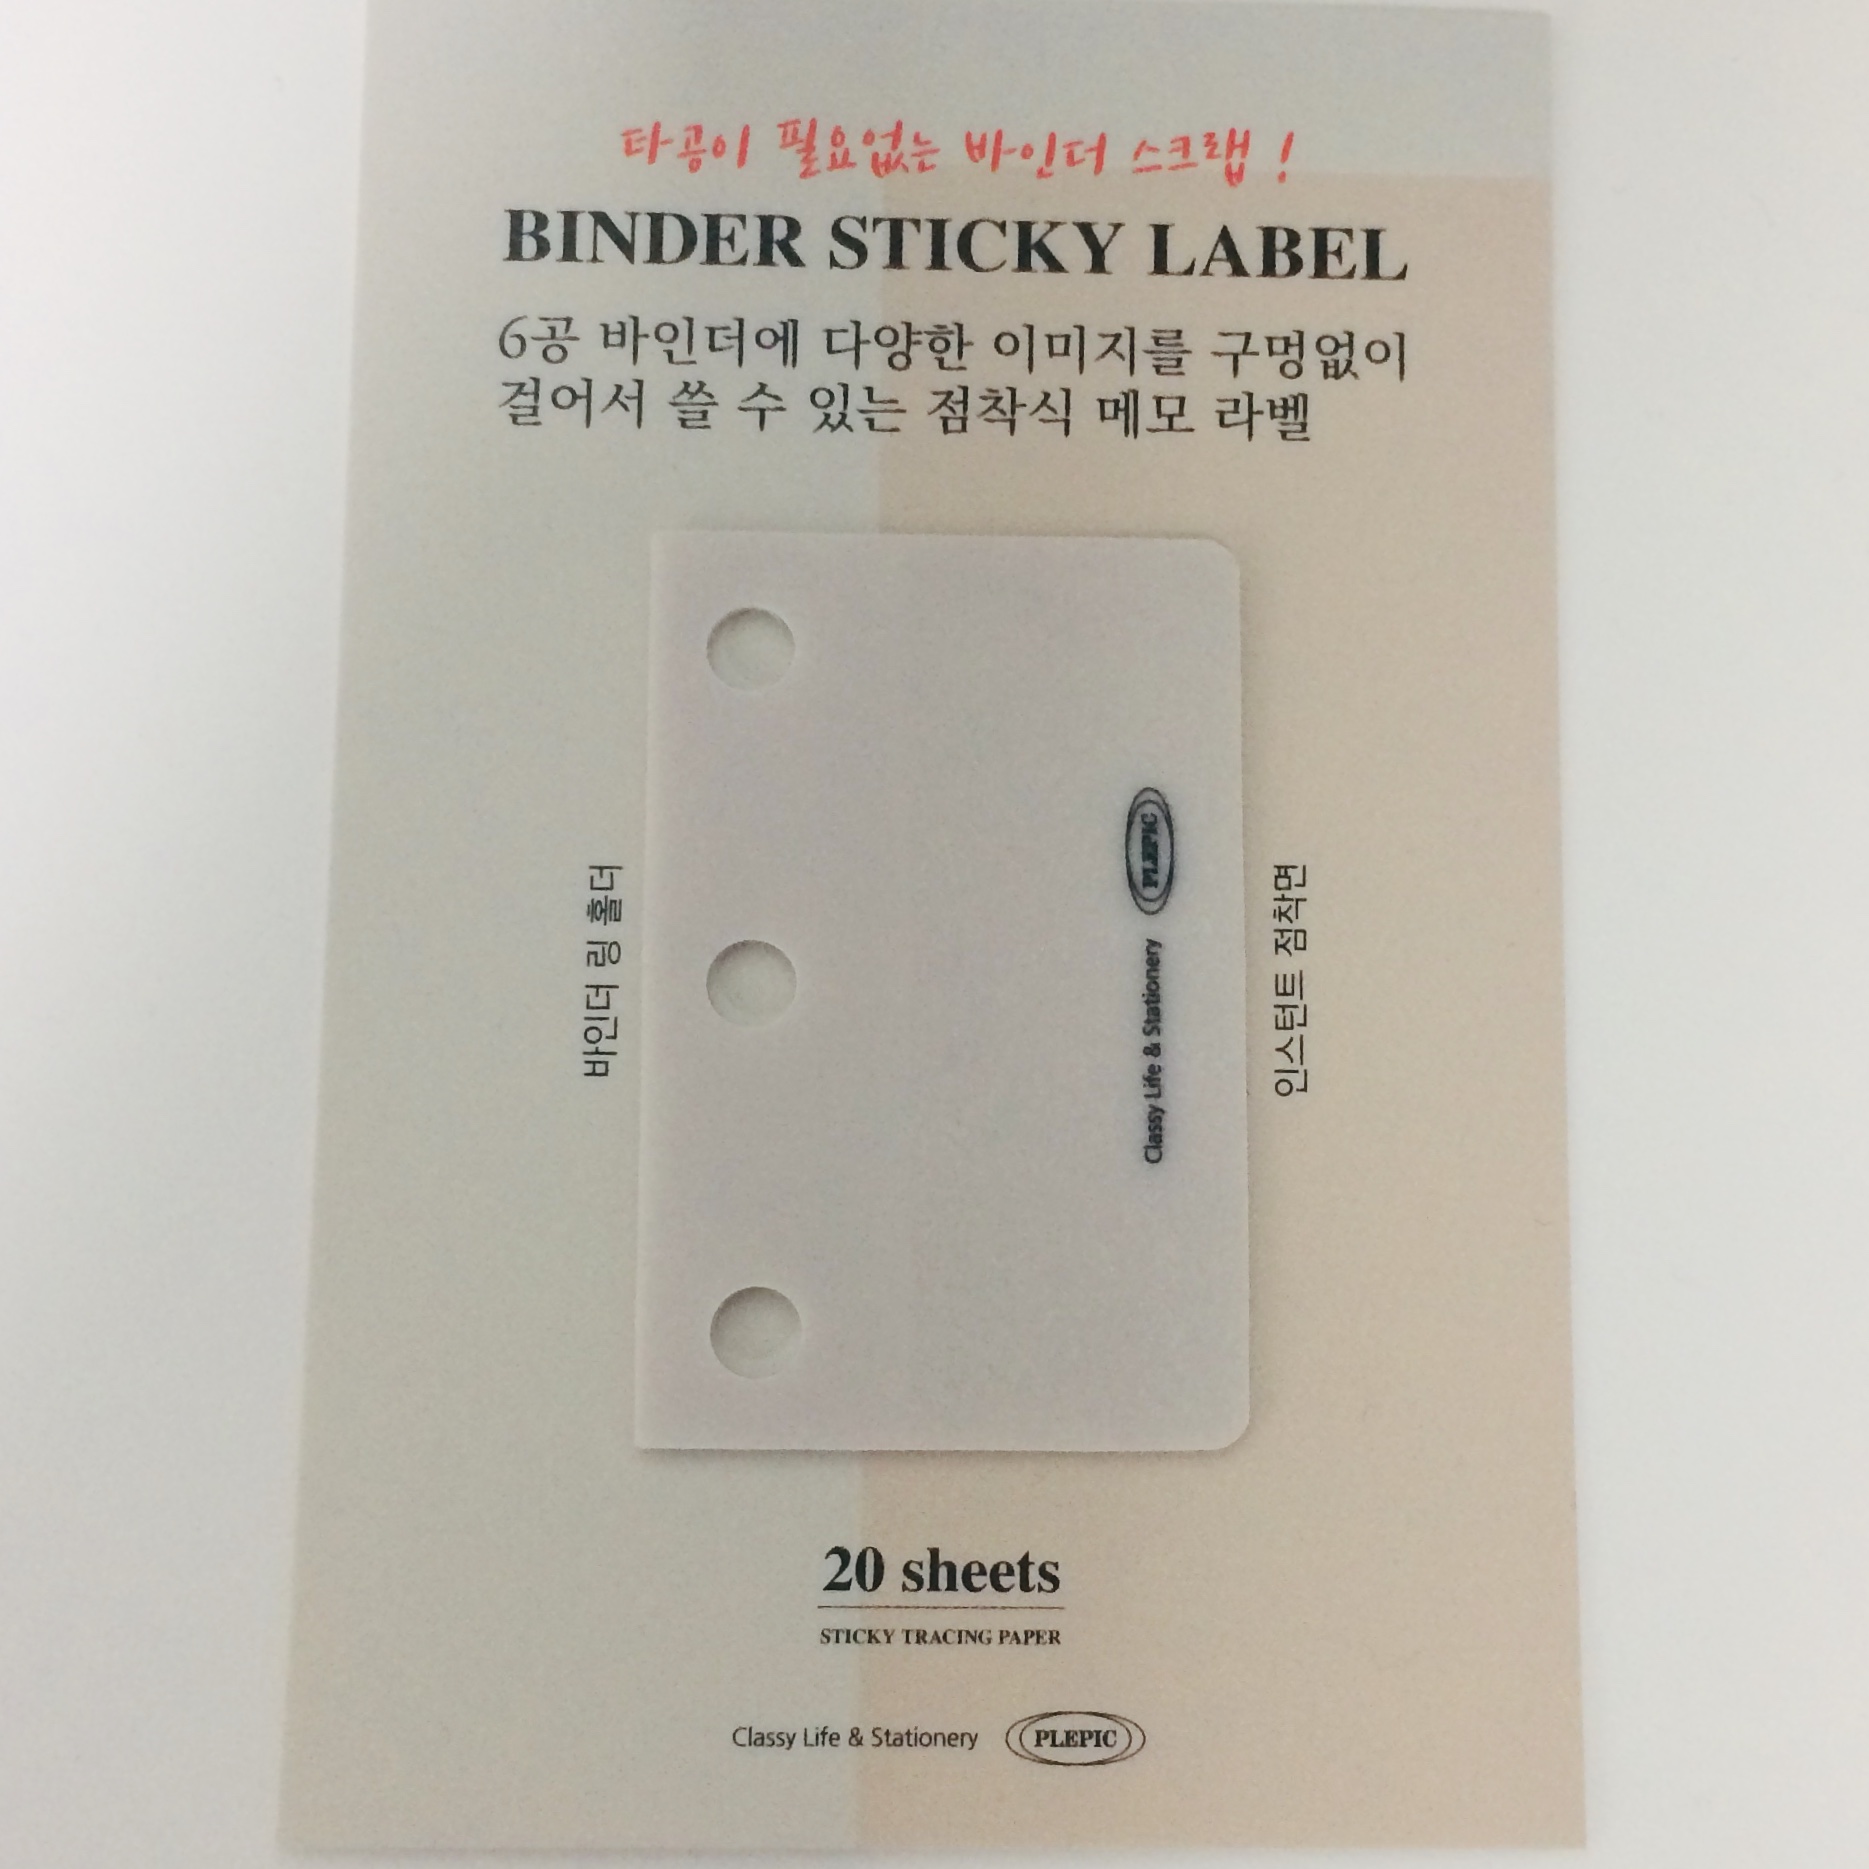 타공이 필요없는 바인더 스크랩!
BINDER STICKY LABEL
6공 바인더에 다양한 이미지를 구멍없이
걸어서 쓸 수 있는 점착식 메모 라벨
바인더 링 홀더
Classy Life & Stationery PLEPIC
인스턴트 점착면
20 sheets
STICKY TRACING PAPER
Classy Life & Stationery PLEPIC